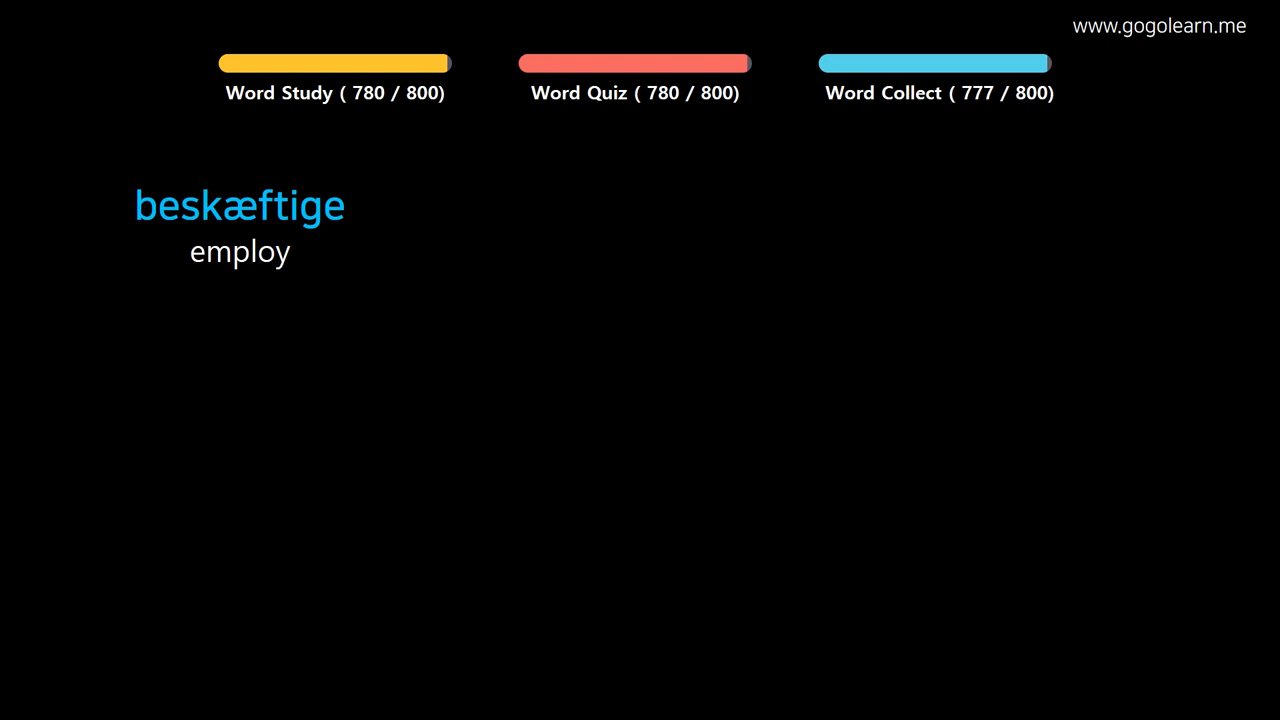 www.gogolearn.me
Word Study ( 780 / 800)
Word Quiz ( 780 / 800)
Word Collect ( 777 / 800)
beskæftige
employ